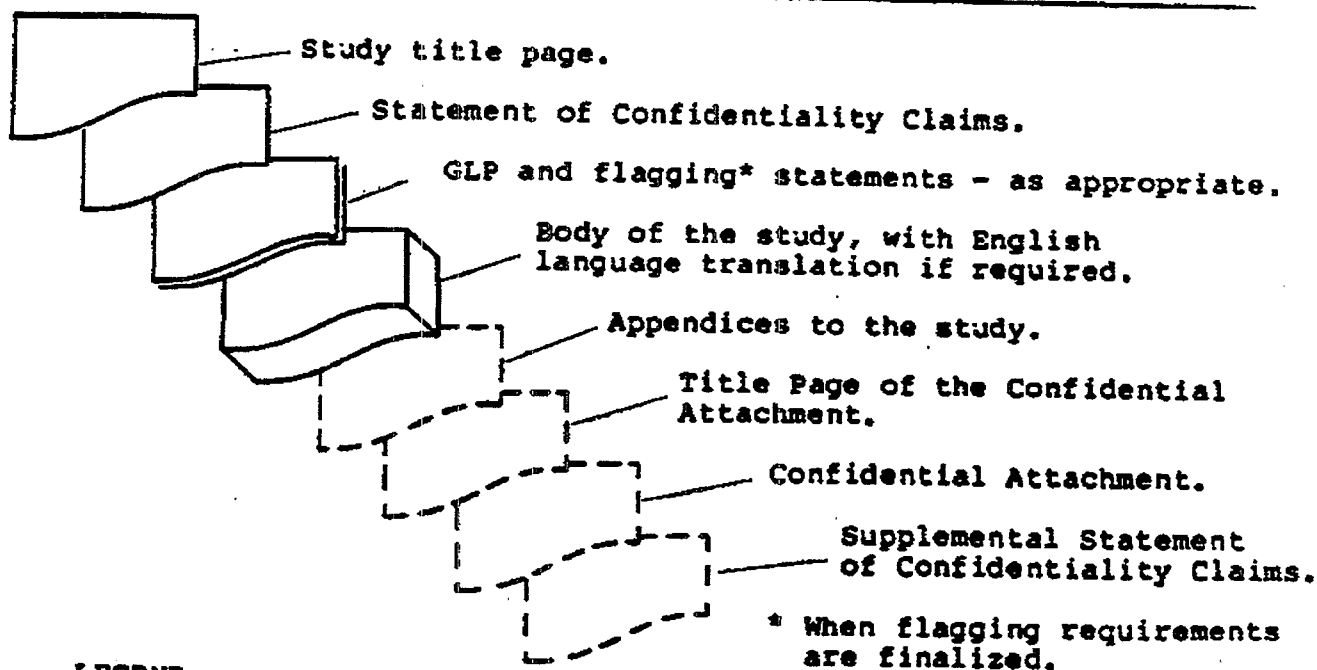 Study title page.
Statement of Confidentiality Claims.
GLP and flagging* statements - as appropriate.
Body of the study, with English
language translation if required.
Appendices to the study.
Title Page of the Confidential
Attachment.
Confidential Attachment.
Supplemental Statement
of Confidentiality Claims.
* When flagging requirements
are finalized.